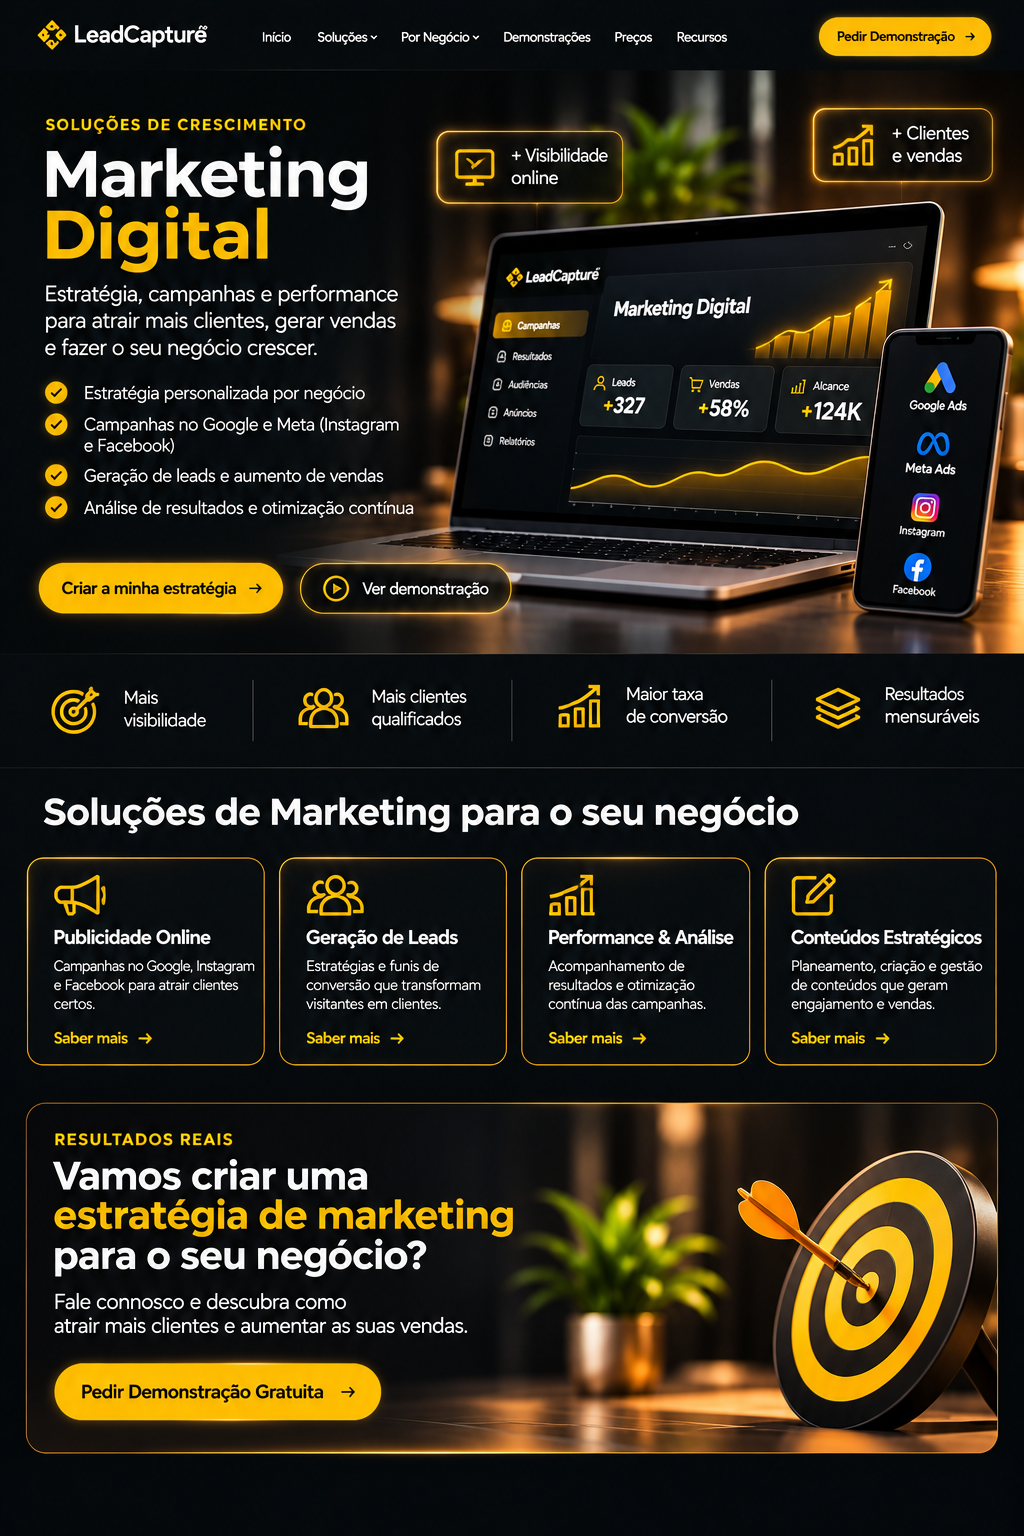 LeadCapture
Início
Soluções
Por Negócio
Demonstrações
Preços
Recursos
Pedir Demonstração →
SOLUÇÕES DE CRESCIMENTO
Marketing
Digital
Estratégia, campanhas e performance
para atrair mais clientes, gerar vendas
e fazer o seu negócio crescer.
Estratégia personalizada por negócio
Campanhas no Google e Meta (Instagram
e Facebook)
Geração de leads e aumento de vendas
Análise de resultados e otimização contínua
Criar a minha estratégia →
Ver demonstração
+ Visibilidade
online
+ Clientes
e vendas
LeadCapture
Marketing Digital
Campanhas
Resultados
Audiências
Anúncios
Relatórios
Leads
+327
Vendas
+58%
Alcance
+124K
Google Ads
Meta Ads
Instagram
Facebook
Mais
visibilidade
Mais clientes
qualificados
Maior taxa
de conversão
Resultados
mensuráveis
Soluções de Marketing para o seu negócio
Publicidade Online
Campanhas no Google, Instagram
e Facebook para atrair clientes
certos.
Saber mais →
Geração de Leads
Estratégias e funis de
conversão que transformam
visitantes em clientes.
Saber mais →
Performance & Análise
Acompanhamento de
resultados e otimização
contínua das campanhas.
Saber mais →
Conteúdos Estratégicos
Planeamento, criação e gestão
de conteúdos que geram
engajamento e vendas.
Saber mais →
RESULTADOS REAIS
Vamos criar uma
estratégia de marketing
para o seu negócio?
Fale connosco e descubra como
atrair mais clientes e aumentar as suas vendas.
Pedir Demonstração Gratuita →